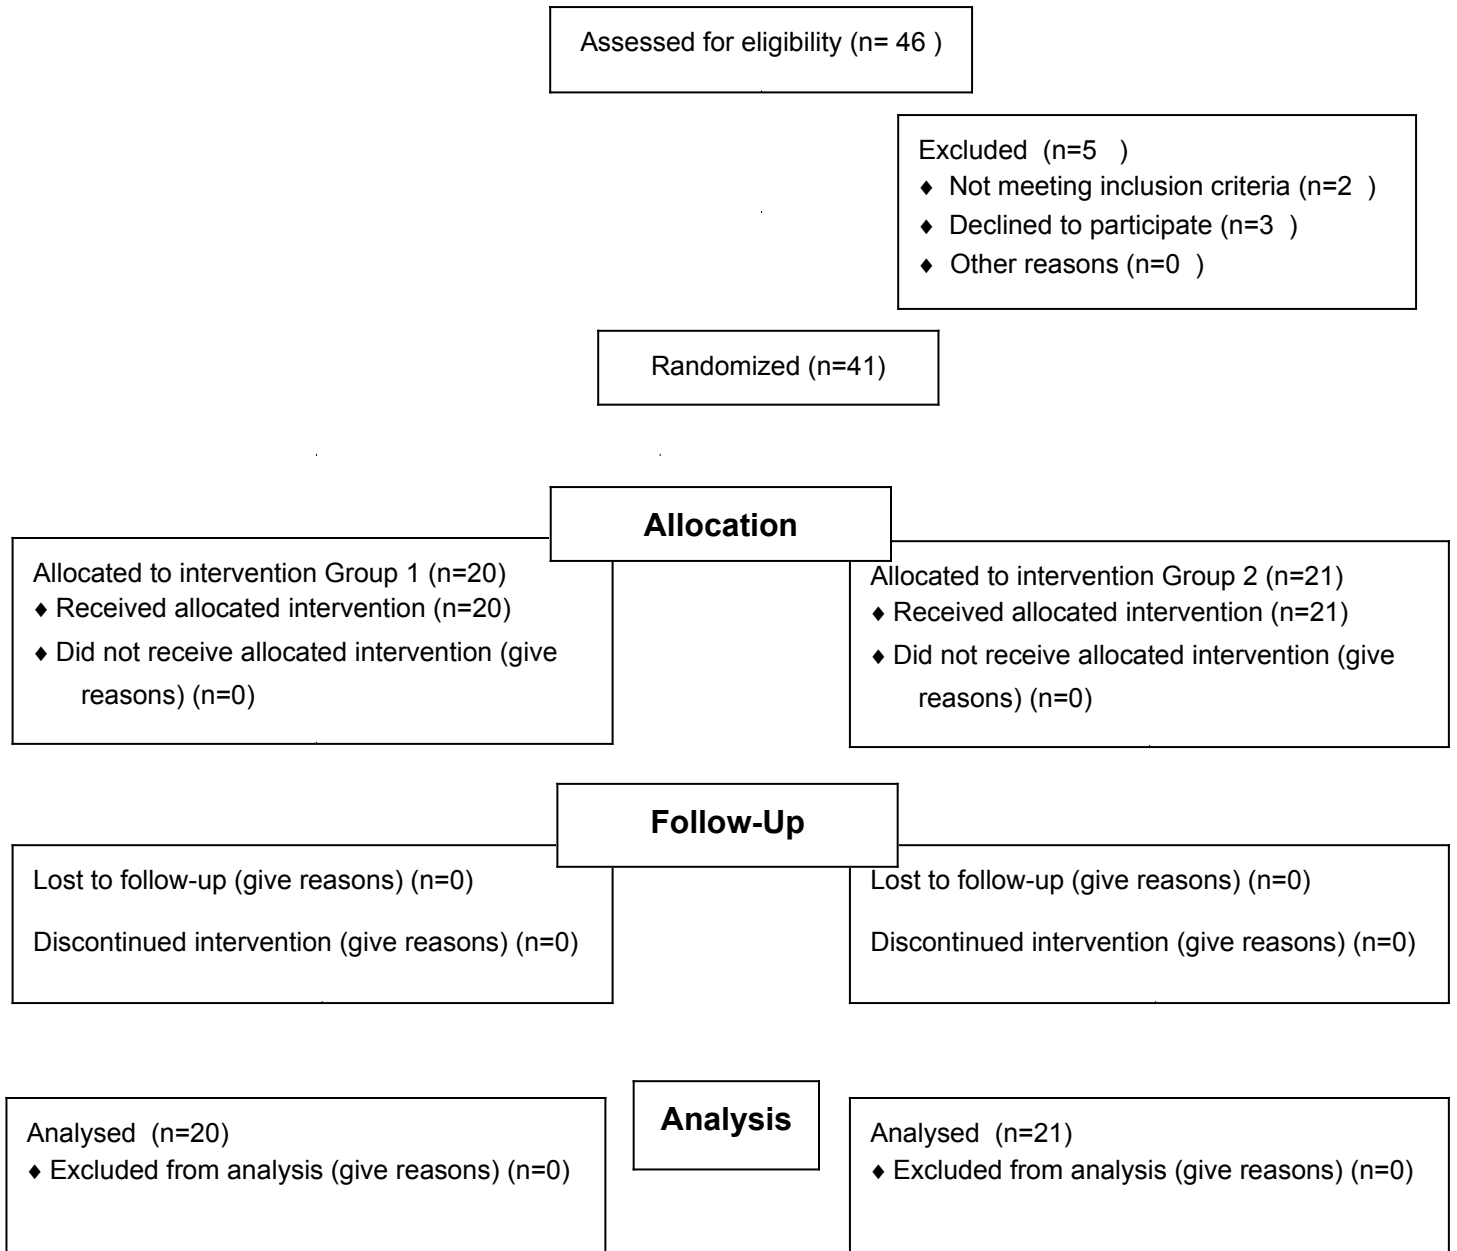 Assessed for eligibility (n= 46 )
Excluded  (n=5   )
♦ Not meeting inclusion criteria (n=2  )
♦ Declined to participate (n=3  )
♦ Other reasons (n=0  )
Randomized (n=41)
Allocation
Allocated to intervention Group 1 (n=20)
♦ Received allocated intervention (n=20)
♦ Did not receive allocated intervention (give
reasons) (n=0)
Allocated to intervention Group 2 (n=21)
♦ Received allocated intervention (n=21)
♦ Did not receive allocated intervention (give
reasons) (n=0)
Follow-Up
Lost to follow-up (give reasons) (n=0)
Discontinued intervention (give reasons) (n=0)
Lost to follow-up (give reasons) (n=0)
Discontinued intervention (give reasons) (n=0)
Analysis
Analysed  (n=20)
♦ Excluded from analysis (give reasons) (n=0)
Analysed  (n=21)
♦ Excluded from analysis (give reasons) (n=0)